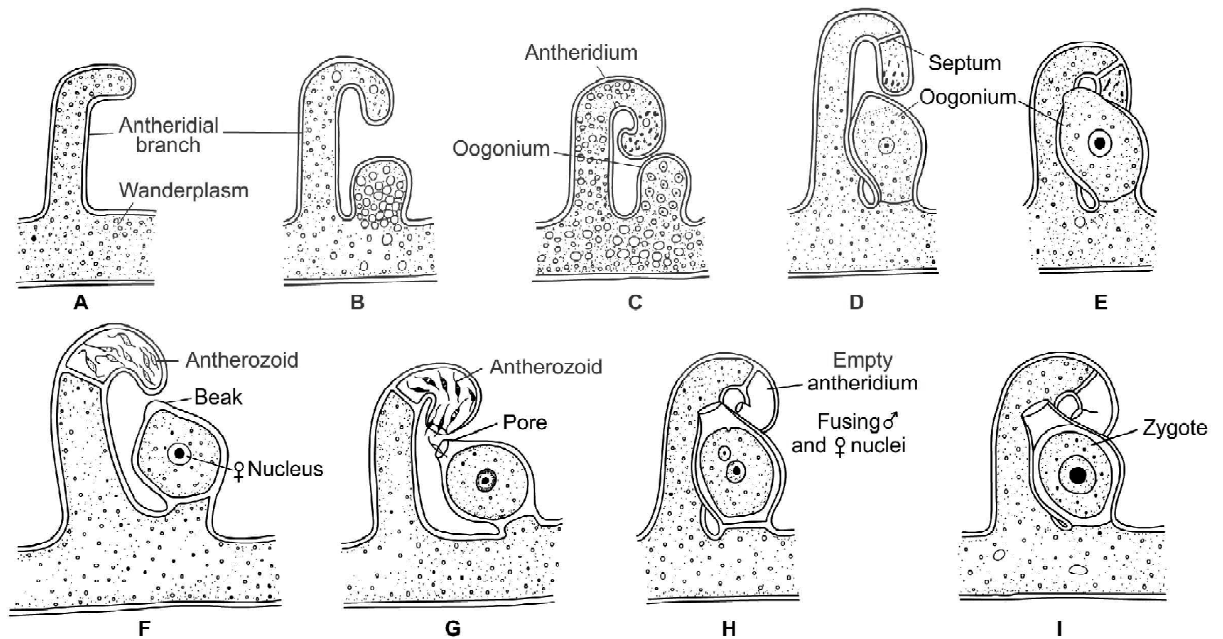 Antheridial
branch
Wanderplasm
Antheridium
Oogonium
Septum
Oogonium
A
B
C
D
E
Antherozoid
Beak
♀Nucleus
Antherozoid
Pore
Empty
antheridium
Fusing♂
and ♀ nuclei
Zygote
F
G
H
I